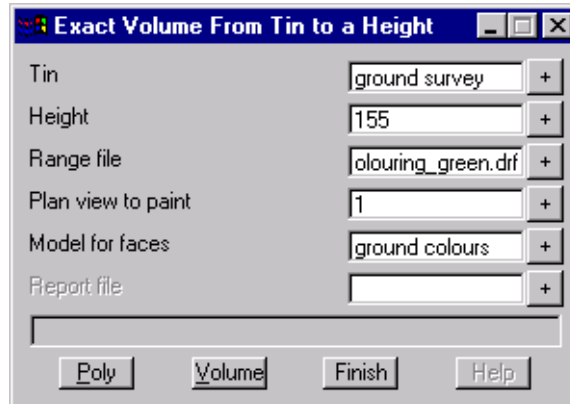 Exact Volume From Tin to a Height
Tin ground survey +
Height 155 +
Range file olouring_green.drf +
Plan view to paint 1 +
Model for faces ground colours +
Report file +
Poly Volume Finish Help